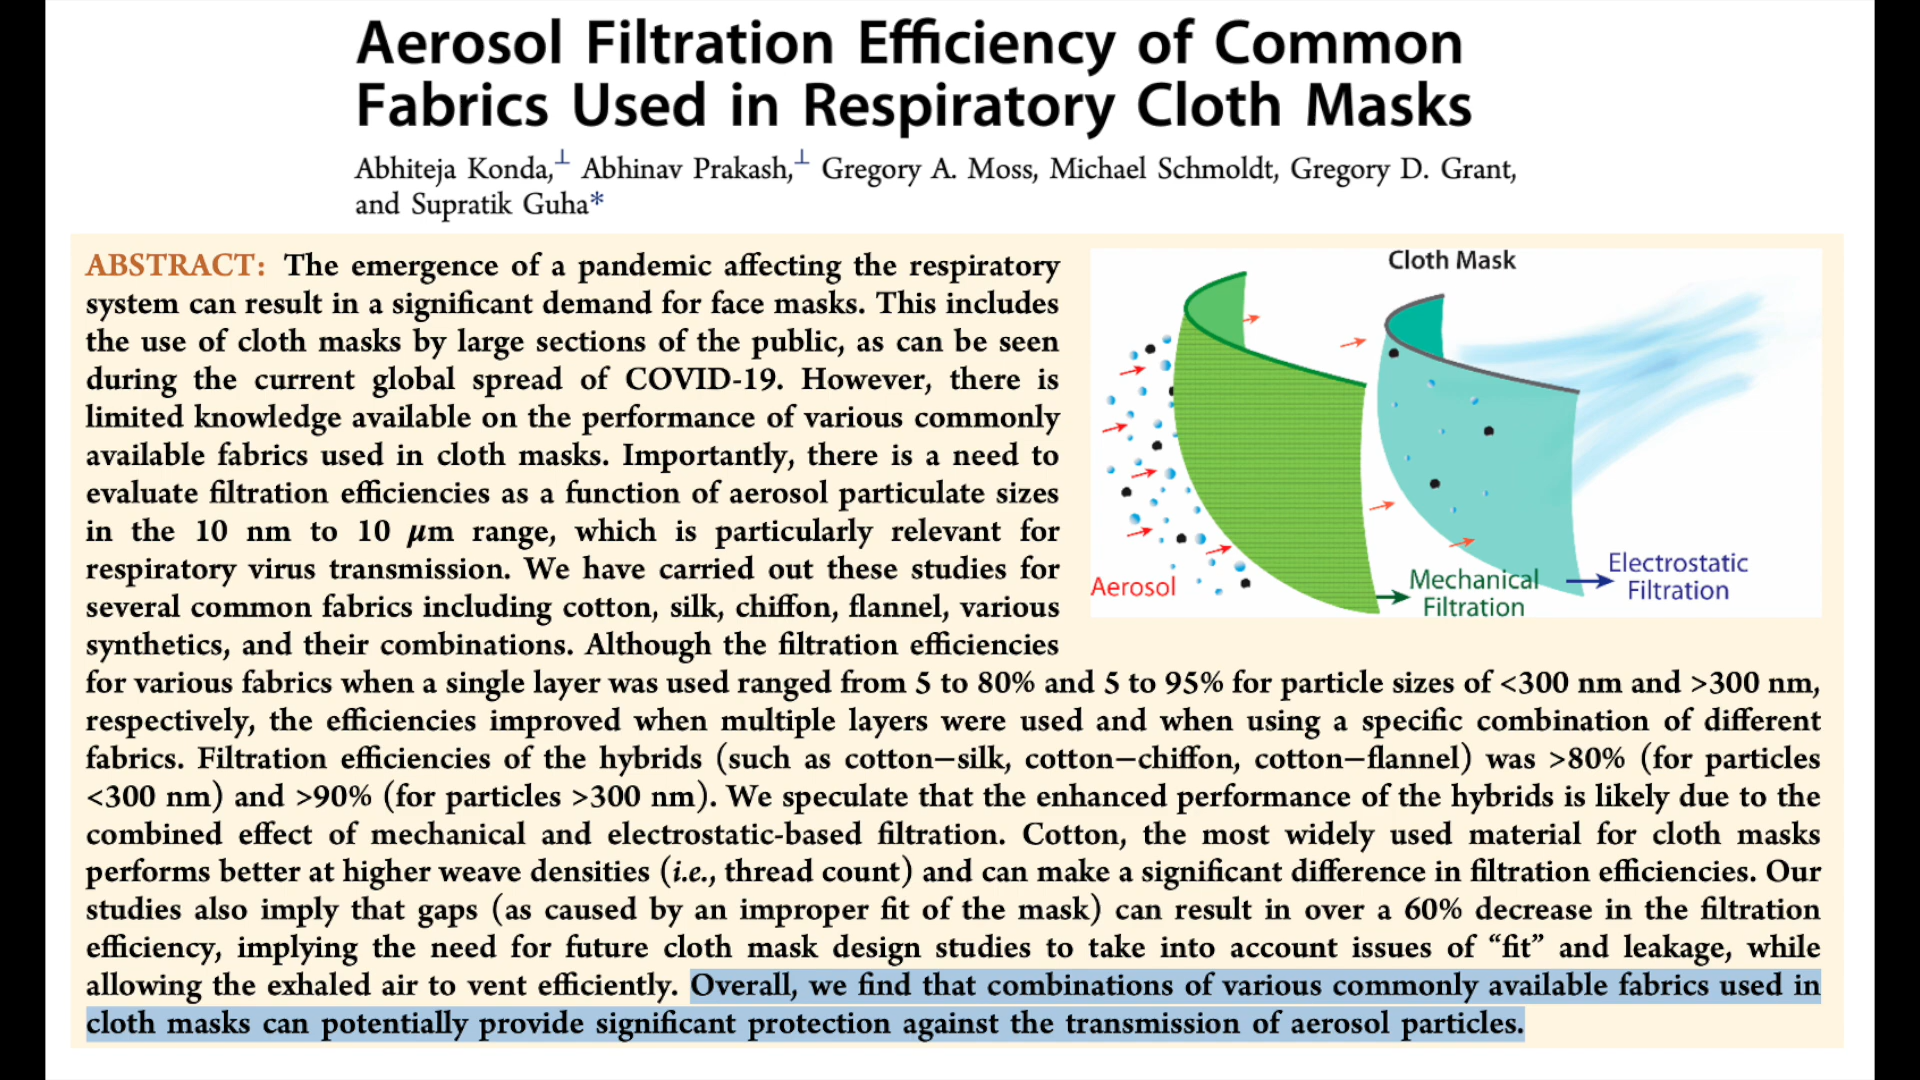 Aerosol Filtration Efficiency of Common
Fabrics Used in Respiratory Cloth Masks
Abhiteja Konda,⊥ Abhinav Prakash,⊥ Gregory A. Moss, Michael Schmoldt, Gregory D. Grant,
and Supratik Guha*
ABSTRACT: The emergence of a pandemic affecting the respiratory
system can result in a significant demand for face masks. This includes
the use of cloth masks by large sections of the public, as can be seen
during the current global spread of COVID-19. However, there is
limited knowledge available on the performance of various commonly
available fabrics used in cloth masks. Importantly, there is a need to
evaluate filtration efficiencies as a function of aerosol particulate sizes
in the 10 nm to 10 μm range, which is particularly relevant for
respiratory virus transmission. We have carried out these studies for
several common fabrics including cotton, silk, chiffon, flannel, various
synthetics, and their combinations. Although the filtration efficiencies
for various fabrics when a single layer was used ranged from 5 to 80% and 5 to 95% for particle sizes of <300 nm and >300 nm,
respectively, the efficiencies improved when multiple layers were used and when using a specific combination of different
fabrics. Filtration efficiencies of the hybrids (such as cotton−silk, cotton−chiffon, cotton−flannel) was >80% (for particles
<300 nm) and >90% (for particles >300 nm). We speculate that the enhanced performance of the hybrids is likely due to the
combined effect of mechanical and electrostatic-based filtration. Cotton, the most widely used material for cloth masks
performs better at higher weave densities (i.e., thread count) and can make a significant difference in filtration efficiencies. Our
studies also imply that gaps (as caused by an improper fit of the mask) can result in over a 60% decrease in the filtration
efficiency, implying the need for future cloth mask design studies to take into account issues of “fit” and leakage, while
allowing the exhaled air to vent efficiently. Overall, we find that combinations of various commonly available fabrics used in
cloth masks can potentially provide significant protection against the transmission of aerosol particles.
Cloth Mask
Aerosol
Mechanical
Filtration
Electrostatic
Filtration